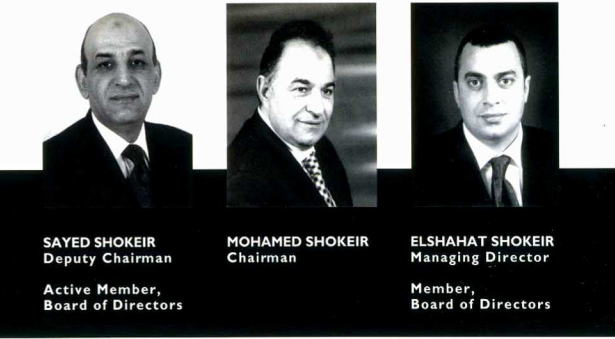 SAYED SHOKEIR
Deputy Chairman
Active Member,
Board of Directors
MOHAMED SHOKEIR
Chairman
ELSHAHAT SHOKEIR
Managing Director
Member,
Board of Directors